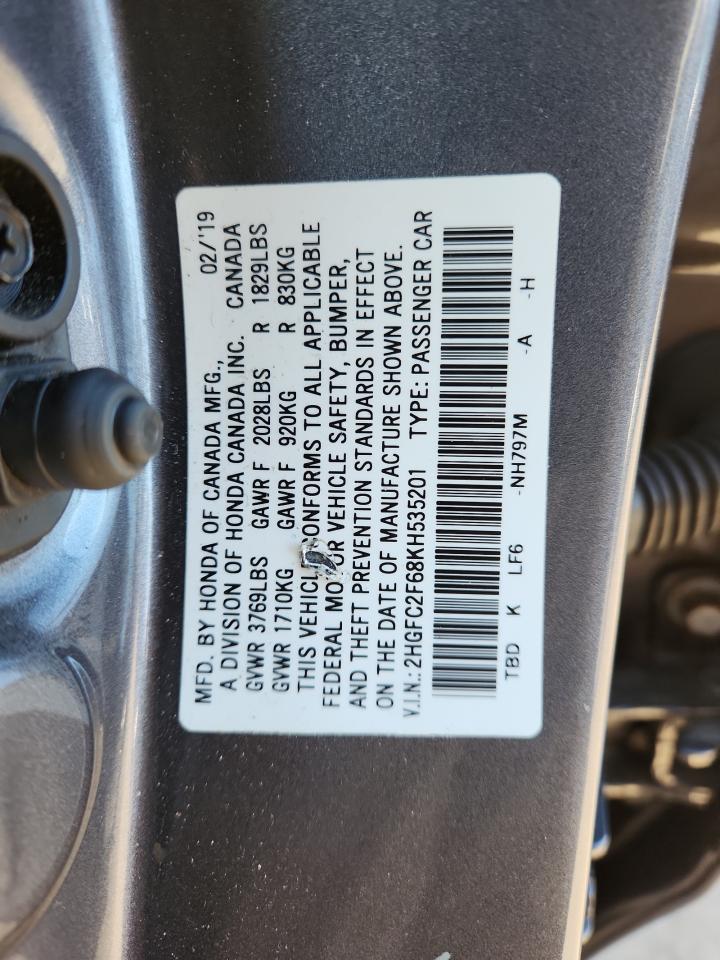 MFD. BY HONDA OF CANADA MFG., 02/'19
A DIVISION OF HONDA CANADA INC. CANADA
GVWR 3769LBS GAWR F 2028LBS R 1829LBS
GVWR 1710KG GAWR F 920KG R 830KG
THIS VEHICL ONFORMS TO ALL APPLICABLE
FEDERAL MOTOR VEHICLE SAFETY, BUMPER,
AND THEFT PREVENTION STANDARDS IN EFFECT
ON THE DATE OF MANUFACTURE SHOWN ABOVE.
V.I.N.: 2HGFC2F68KH535201 TYPE: PASSENGER CAR
TBD K LF6 -NH797M -A -H